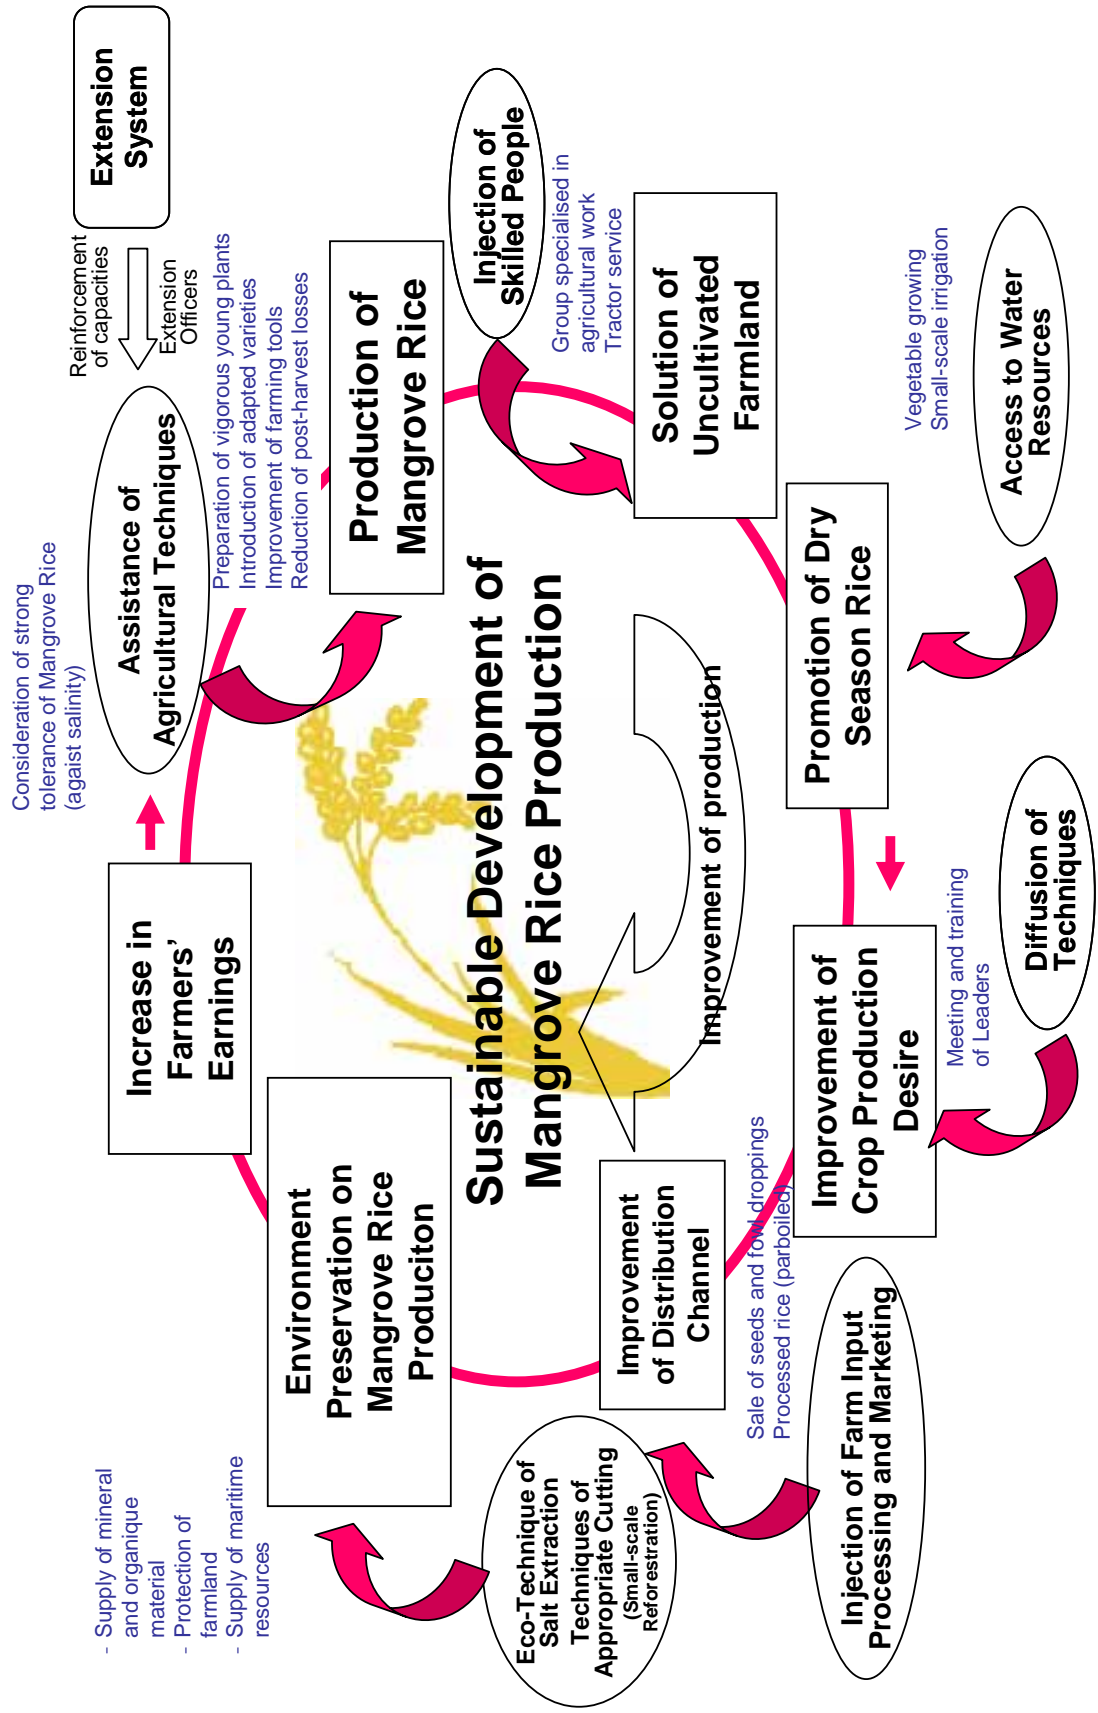 Consideration of strong
tolerance of Mangrove Rice
(agaist salinity)
Extension
System
Reinforcement
of capacities
Extension
Officers
Assistance of
Agricultural Techniques
Preparation of vigorous young plants
Introduction of adapted varieties
Improvement of farming tools
Reduction of post-harvest losses
Increase in
Farmers'
Earnings
- Supply of mineral
and organique
material
- Protection of
farmland
- Supply of maritime
resources
Environment
Preservation on
Mangrove Rice
Produciton
Production of
Mangrove Rice
Injection of
Skilled People
Group specialised in
agricultural work
Tractor service
Sustainable Development of
Mangrove Rice Production
Eco-Technique of
Salt Extraction
Techniques of
Appropriate Cutting
(Small-scale
Reforestration)
Improvement
of Distribution
Channel
Improvement of production
Solution of
Uncultivated
Farmland
Sale of seeds and fowl droppings
Processed rice (parboiled)
Improvement of
Crop Production
Desire
Promotion of Dry
Season Rice
Vegetable growing
Small-scale irrigation
Injection of Farm Input
Processing and Marketing
Meeting and training
of Leaders
Diffusion of
Techniques
Access to Water
Resources